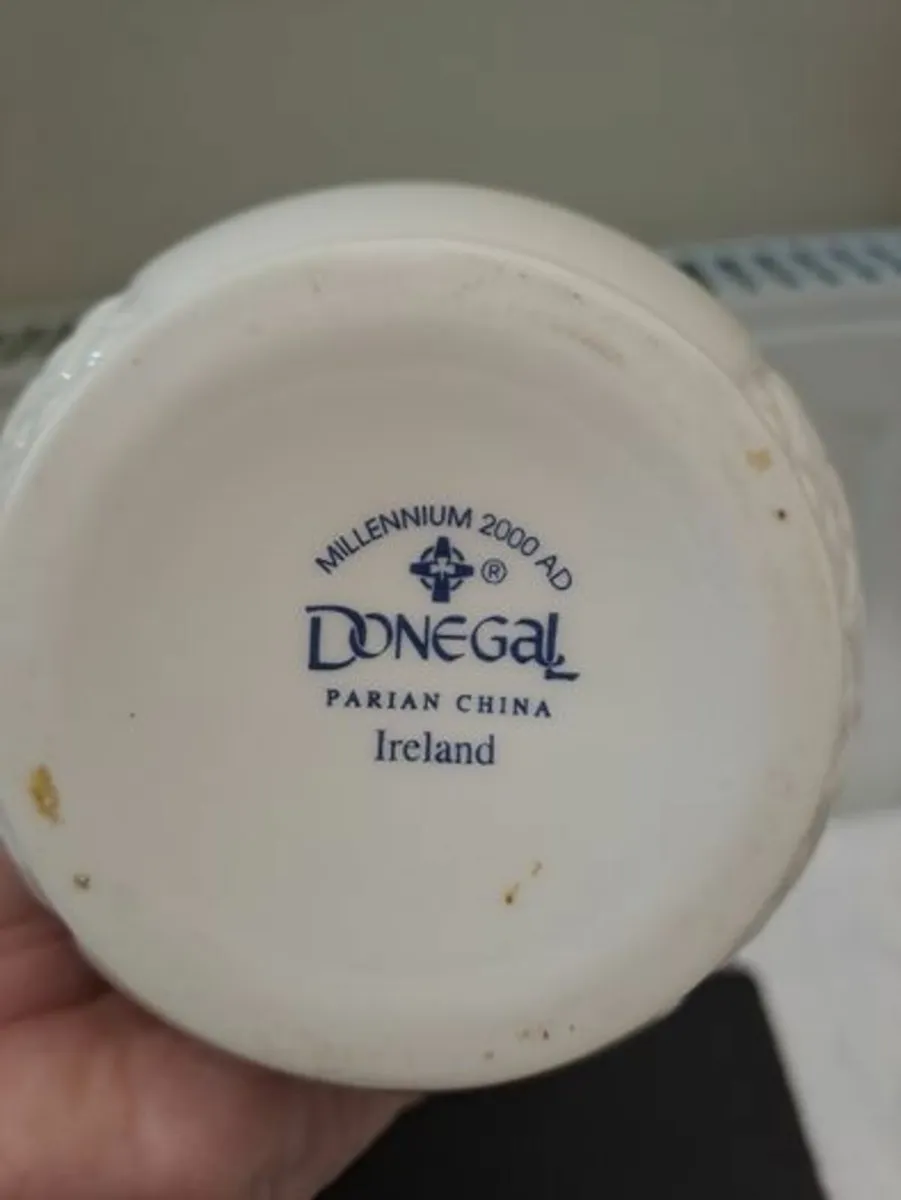 MILLENNIUM 2000 AD
®
DONEGaL
PARIAN CHINA
Ireland